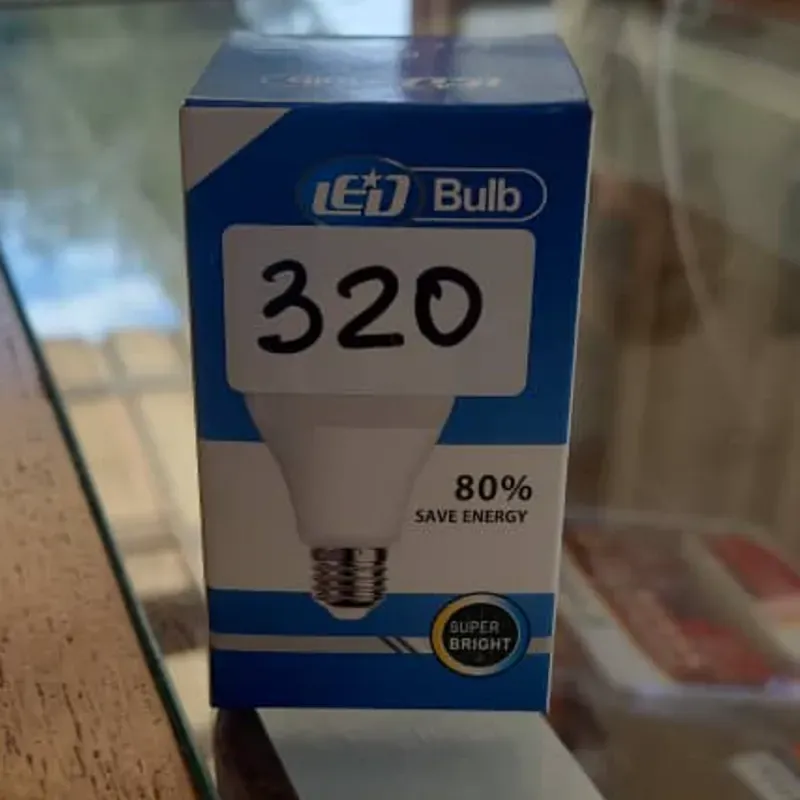 LED Bulb
320
80%
SAVE ENERGY
SUPER
BRIGHT